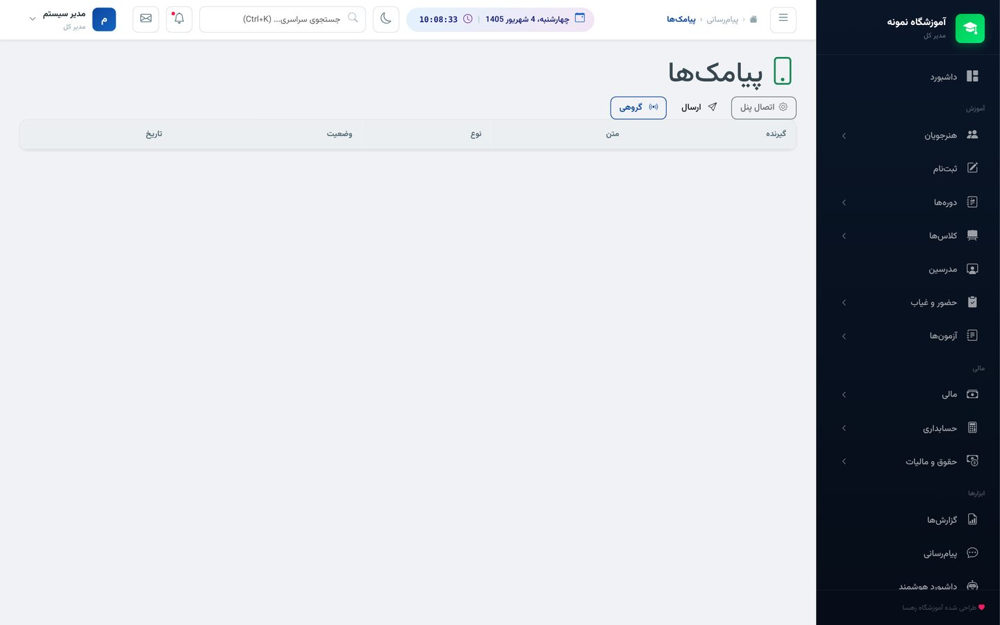 آموزشگاه نمونه
مدیر کل
داشبورد
آموزش
هنرجویان
ثبت‌نام
دوره‌ها
کلاس‌ها
مدرسین
حضور و غیاب
آزمون‌ها
مالی
مالی
حسابداری
حقوق و مالیات
ابزارها
گزارش‌ها
پیام‌رسانی
داشبورد هوشمند
طراحی شده آموزشگاه رهسا
پیام‌رسانی › پیامک‌ها
چهارشنبه، 4 شهریور 1405 | 10:08:33
جستجوی سراسری... (Ctrl+K)
م
مدیر سیستم
مدیر کل
پیامک‌ها
اتصال پنل
ارسال
گروهی
گیرنده متن نوع وضعیت تاریخ